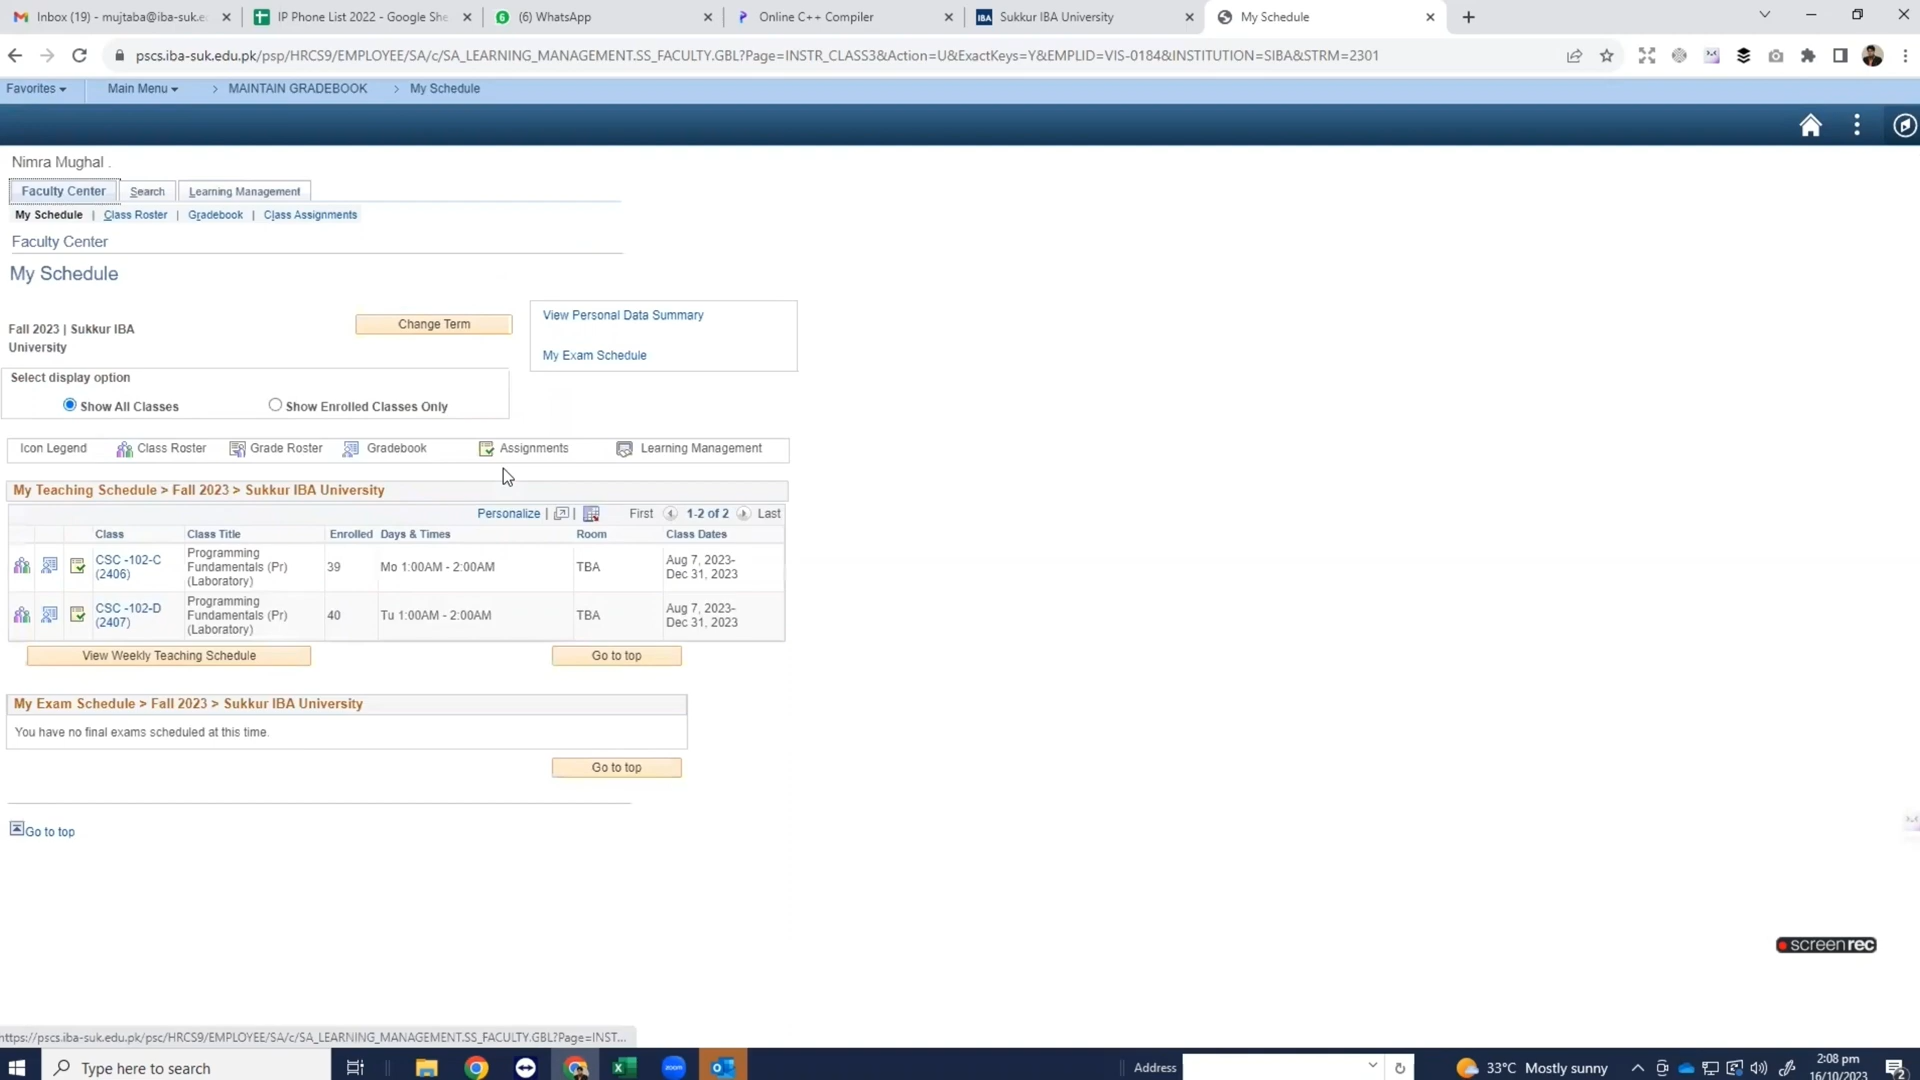 Inbox (19) - mujtaba@iba-suk.e
IP Phone List 2022 - Google She
(6) WhatsApp
Online C++ Compiler
IBA
Sukkur IBA University
My Schedule
pscs.iba-suk.edu.pk/psp/HRCS9/EMPLOYEE/SA/c/SA_LEARNING_MANAGEMENT.SS_FACULTY.GBL?Page=INSTR_CLASS3&Action=U&ExactKeys=Y&EMPLID=VIS-0184&INSTITUTION=SIBA&STRM=2301
Favorites Main Menu > MAINTAIN GRADEBOOK > My Schedule
Nimra Mughal .
Faculty Center Search Learning Management
My Schedule | Class Roster | Gradebook | Class Assignments
Faculty Center
My Schedule
View Personal Data Summary
Fall 2023 | Sukkur IBA
University
Change Term
My Exam Schedule
Select display option
Show All Classes Show Enrolled Classes Only
Icon Legend Class Roster Grade Roster Gradebook Assignments Learning Management
My Teaching Schedule > Fall 2023 > Sukkur IBA University
Personalize | | First 1-2 of 2 Last
Class Class Title Enrolled Days & Times Room Class Dates
CSC -102-C
(2406)
Programming
Fundamentals (Pr)
(Laboratory)
39
Mo 1:00AM - 2:00AM
TBA
Aug 7, 2023-
Dec 31, 2023
CSC -102-D
(2407)
Programming
Fundamentals (Pr)
(Laboratory)
40
Tu 1:00AM - 2:00AM
TBA
Aug 7, 2023-
Dec 31, 2023
View Weekly Teaching Schedule Go to top
My Exam Schedule > Fall 2023 > Sukkur IBA University
You have no final exams scheduled at this time.
Go to top
Go to top
screenrec
https://pscs.iba-suk.edu.pk/psc/HRCS9/EMPLOYEE/SA/c/SA_LEARNING_MANAGEMENT.SS_FACULTY.GBL?Page=INST...
Type here to search
zoom
Address
33°C Mostly sunny
2:08 pm
16/10/2023
2